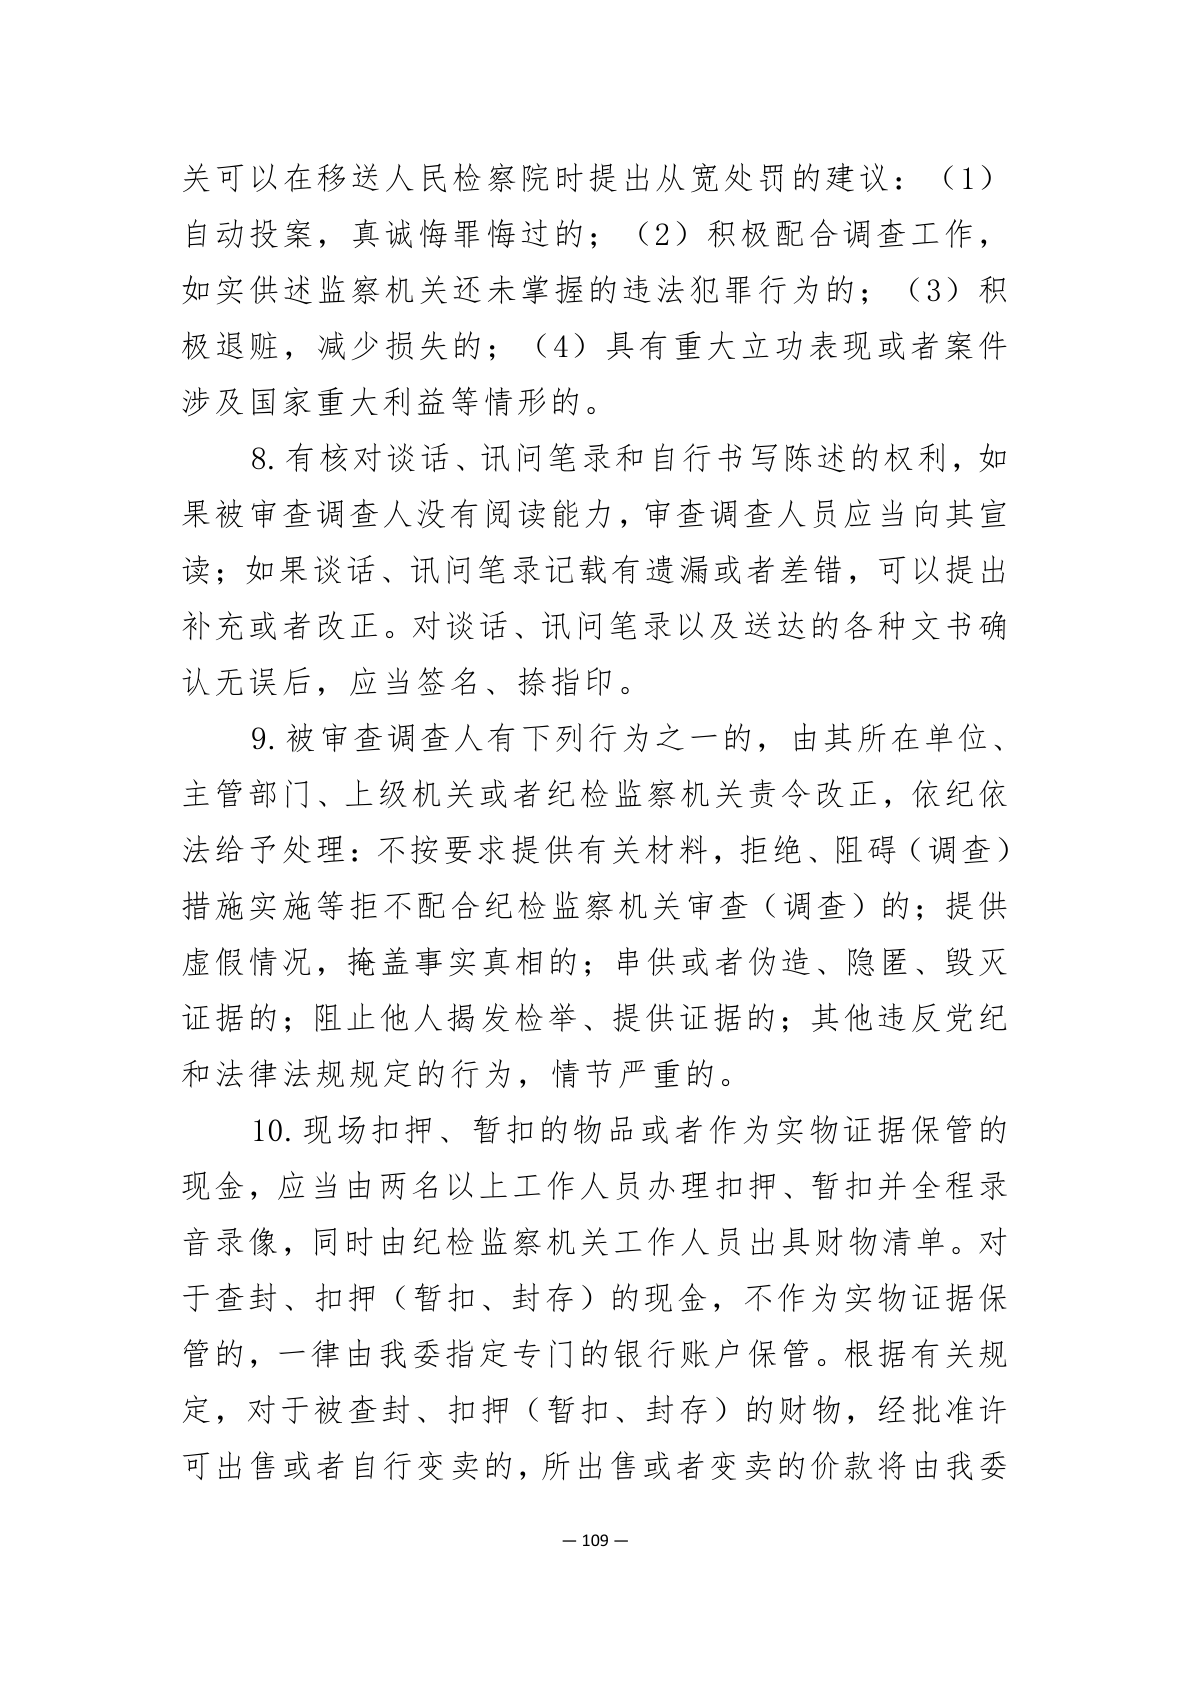 关可以在移送人民检察院时提出从宽处罚的建议：（1）
自动投案，真诚悔罪悔过的；（2）积极配合调查工作，
如实供述监察机关还未掌握的违法犯罪行为的；（3）积
极退赃，减少损失的；（4）具有重大立功表现或者案件
涉及国家重大利益等情形的。
8.有核对谈话、讯问笔录和自行书写陈述的权利，如
果被审查调查人没有阅读能力，审查调查人员应当向其宣
读；如果谈话、讯问笔录记载有遗漏或者差错，可以提出
补充或者改正。对谈话、讯问笔录以及送达的各种文书确
认无误后，应当签名、捺指印。
9.被审查调查人有下列行为之一的，由其所在单位、
主管部门、上级机关或者纪检监察机关责令改正，依纪依
法给予处理：不按要求提供有关材料，拒绝、阻碍（调查）
措施实施等拒不配合纪检监察机关审查（调查）的；提供
虚假情况，掩盖事实真相的；串供或者伪造、隐匿、毁灭
证据的；阻止他人揭发检举、提供证据的；其他违反党纪
和法律法规规定的行为，情节严重的。
10.现场扣押、暂扣的物品或者作为实物证据保管的
现金，应当由两名以上工作人员办理扣押、暂扣并全程录
音录像，同时由纪检监察机关工作人员出具财物清单。对
于查封、扣押（暂扣、封存）的现金，不作为实物证据保
管的，一律由我委指定专门的银行账户保管。根据有关规
定，对于被查封、扣押（暂扣、封存）的财物，经批准许
可出售或者自行变卖的，所出售或者变卖的价款将由我委
— 109 —